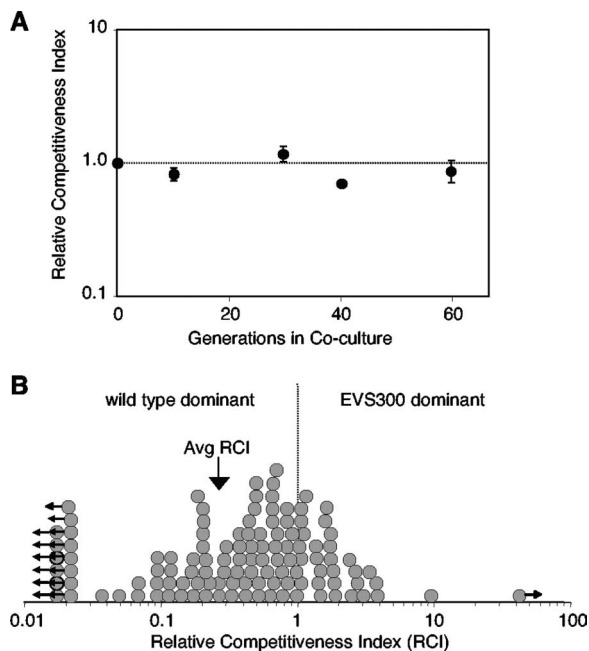 A
Relative Competitiveness Index
10
1.0
0.1
0 20 40 60
Generations in Co-culture
B
wild type dominant EVS300 dominant
Avg RCI
0.01 0.1 1 10 100
Relative Competitiveness Index (RCI)